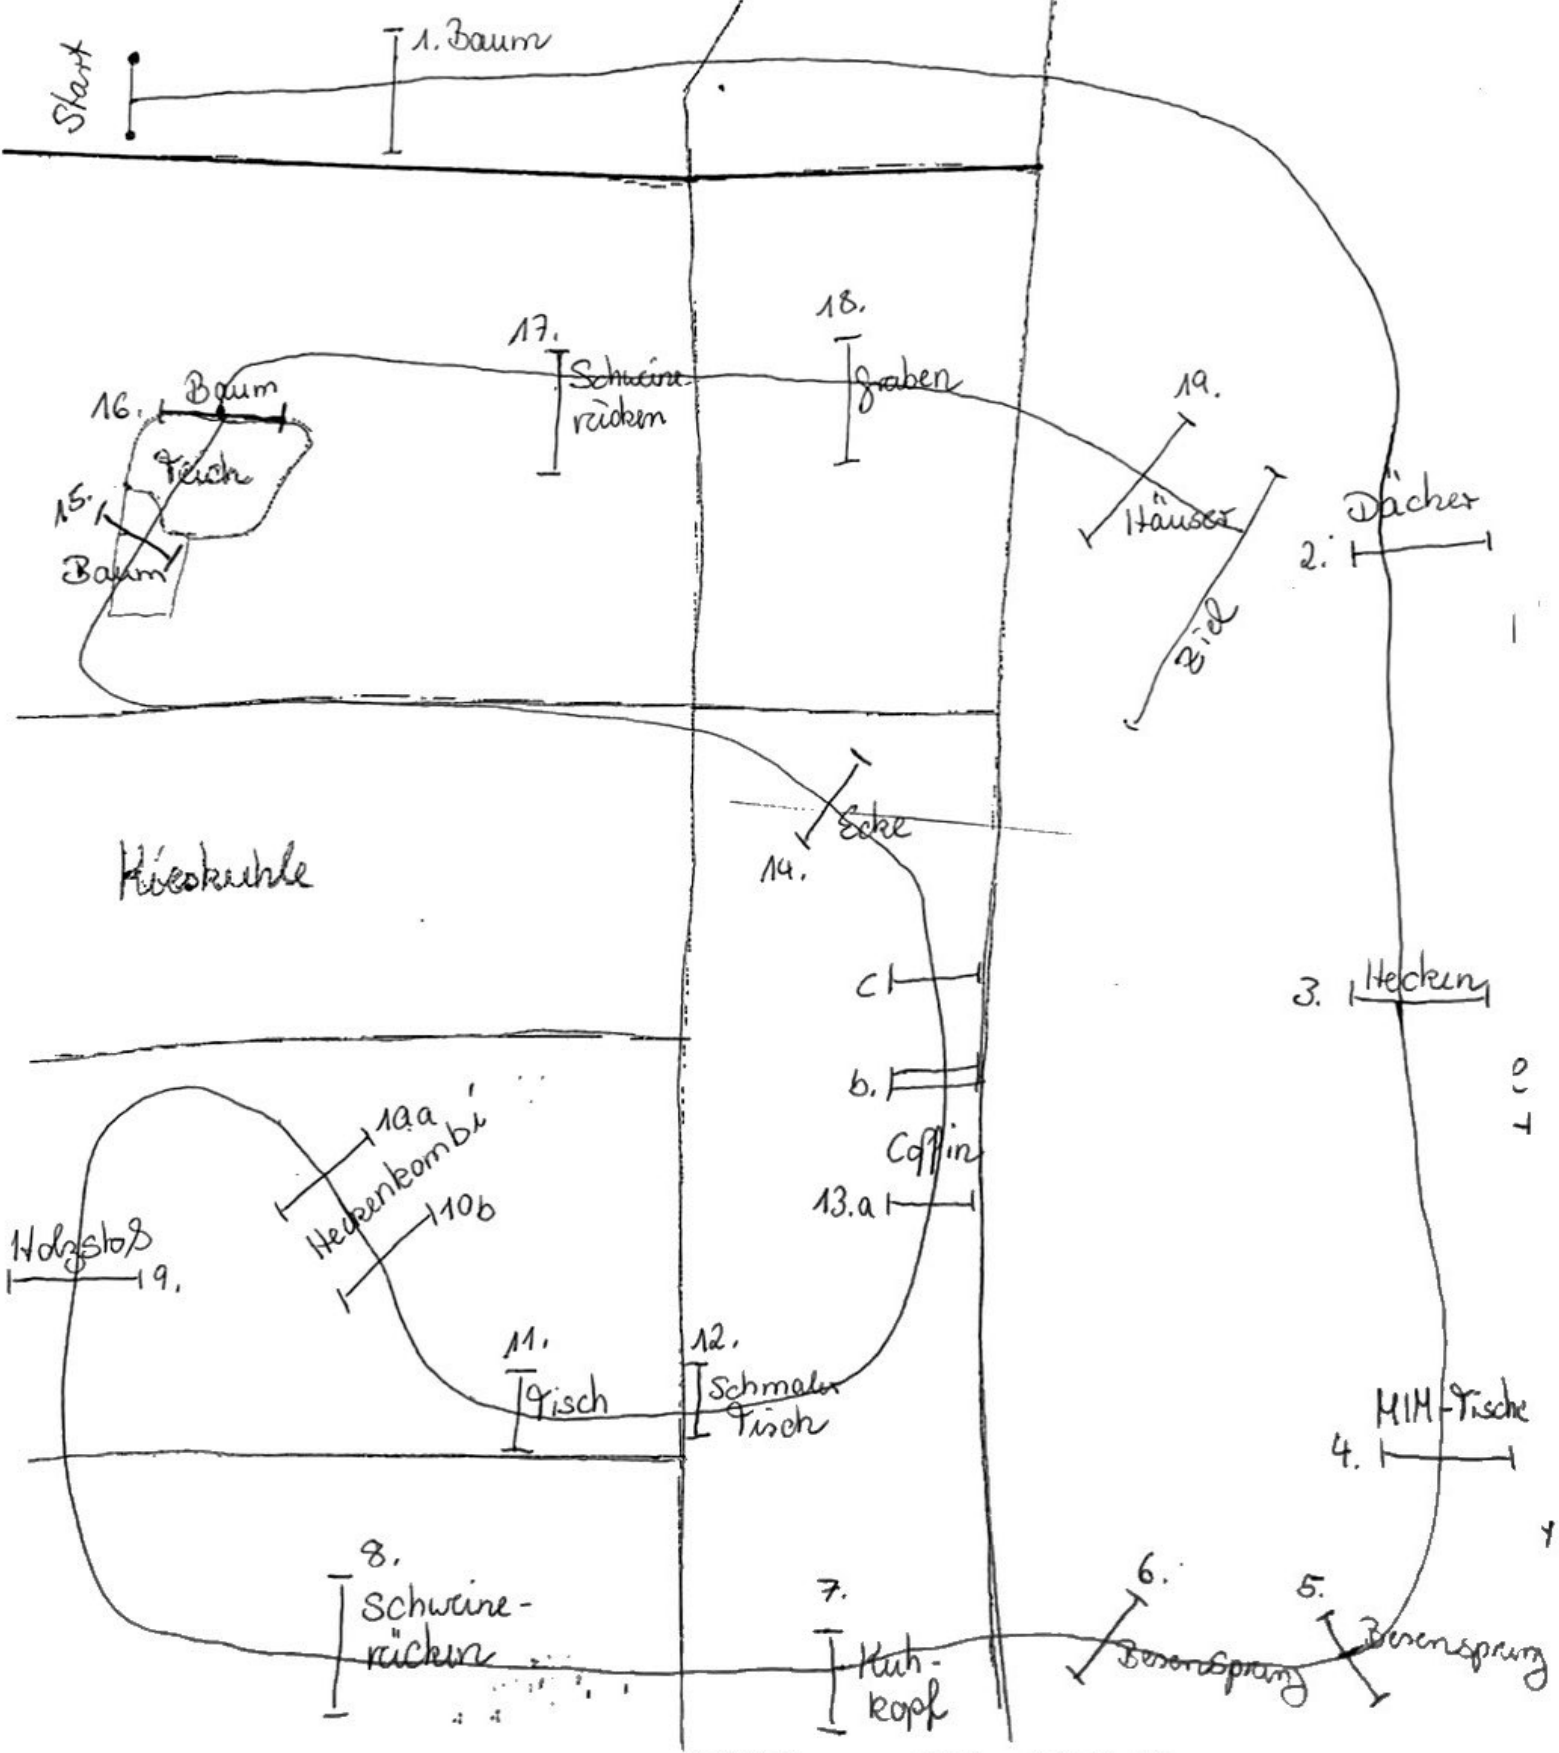 Start
1. Baum
17.
Schweine-
rücken
18.
Graben
19.
Häuser
Ziel
16.
Baum
Teich
15.
Baum
Dächer
2.
Kieskuhle
Ecke
14.
c
b.
Coffin
13.a
Hecken
3.
10.a
Heckenkombi
10b
Holzstoß
9.
11.
Tisch
12.
Schmaler
Tisch
MIM-Tische
4.
8.
Schweine-
rücken
7.
Kuh-
kopf
6.
Besensprung
5.
Besensprung